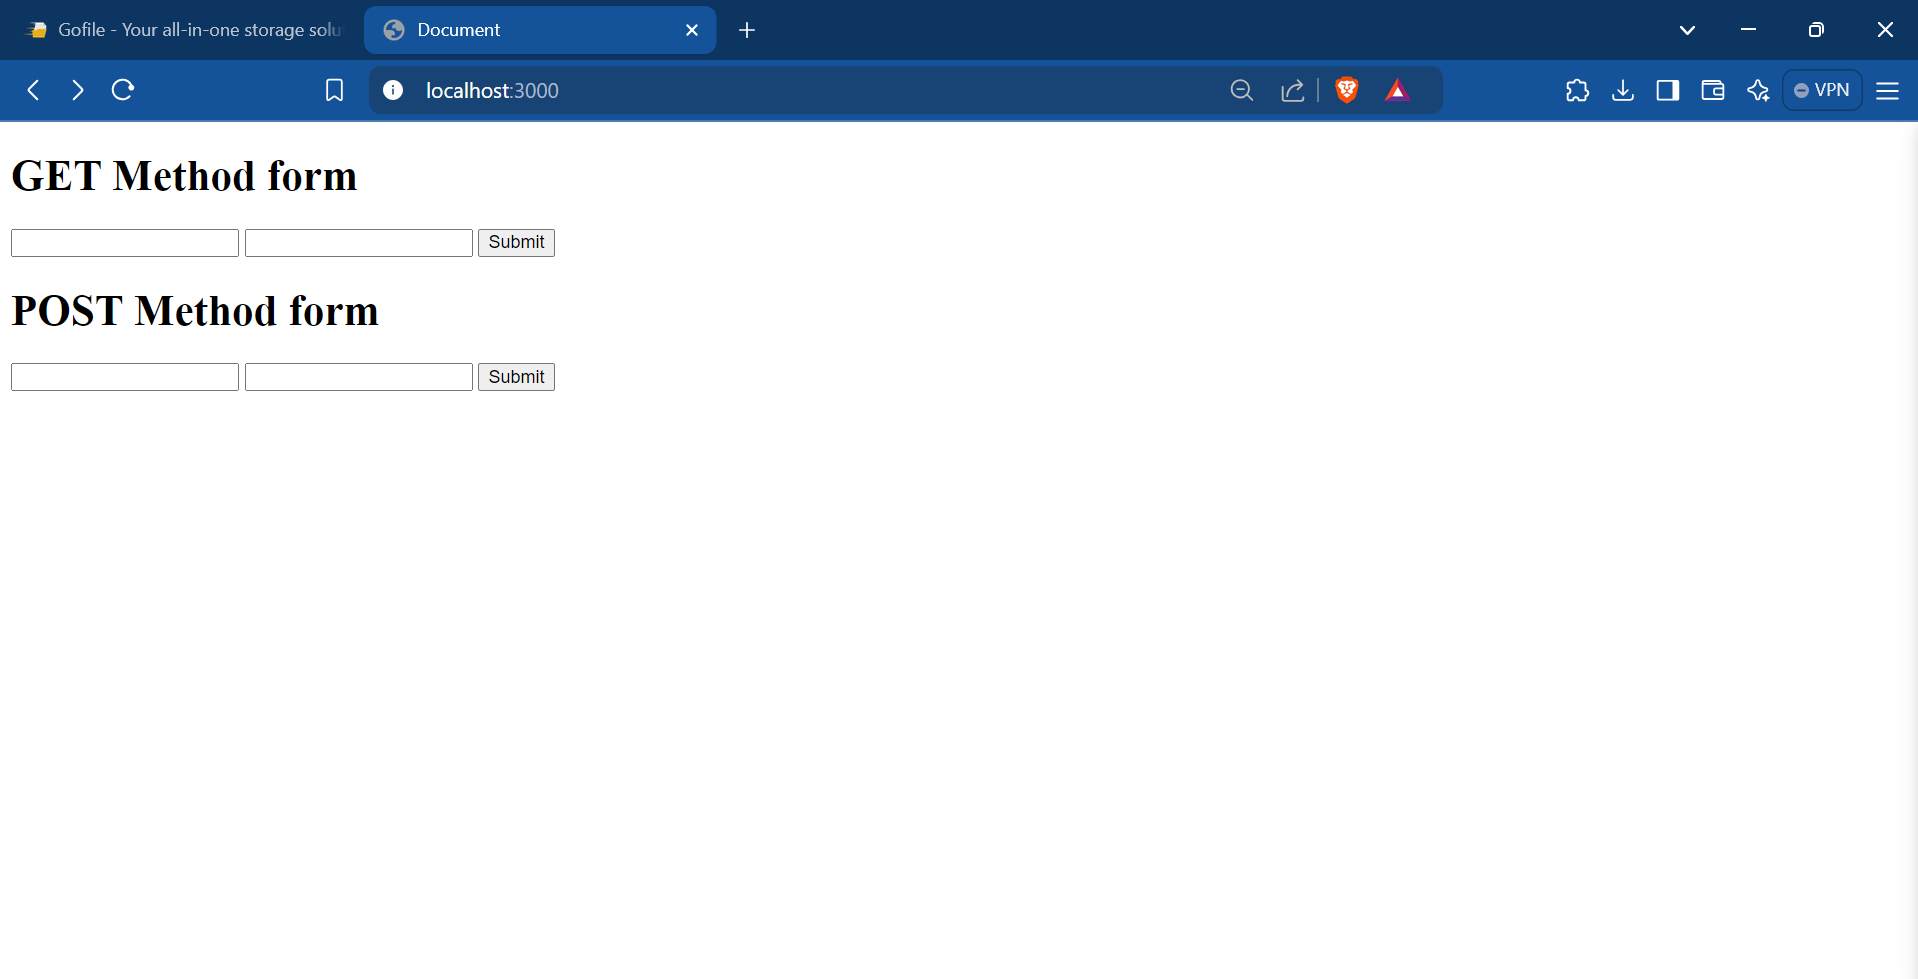 Gofile - Your all-in-one storage solu
Document
localhost:3000
VPN
GET Method form
Submit
POST Method form
Submit